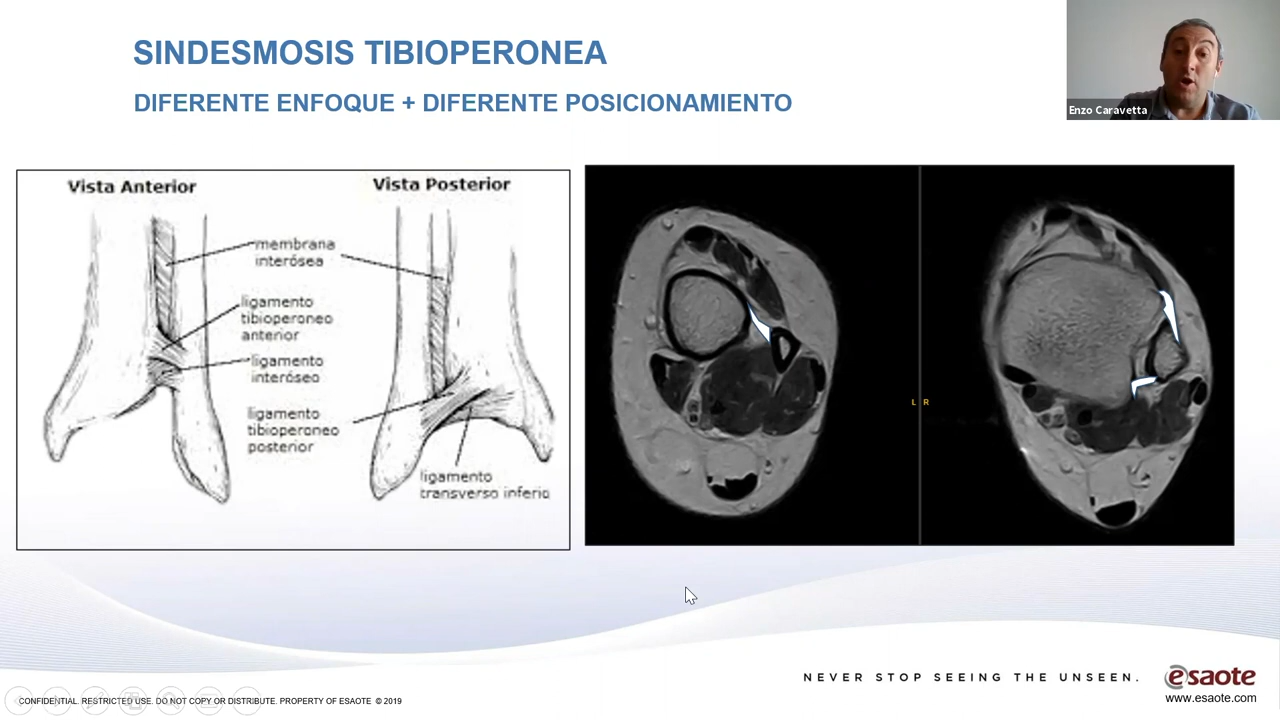 SINDESMOSIS TIBIOPERONEA
DIFERENTE ENFOQUE + DIFERENTE POSICIONAMIENTO
Enzo Caravetta
Vista Anterior
Vista Posterior
membrana
interósea
ligamento
tibioperoneo
anterior
ligamento
interóseo
ligamento
tibioperoneo
posterior
ligamento
transverso inferio
L R
NEVER STOP SEEING THE UNSEEN.
esaote
www.esaote.com
CONFIDENTIAL. RESTRICTED USE. DO NOT COPY OR DISTRIBUTE. PROPERTY OF ESAOTE © 2019